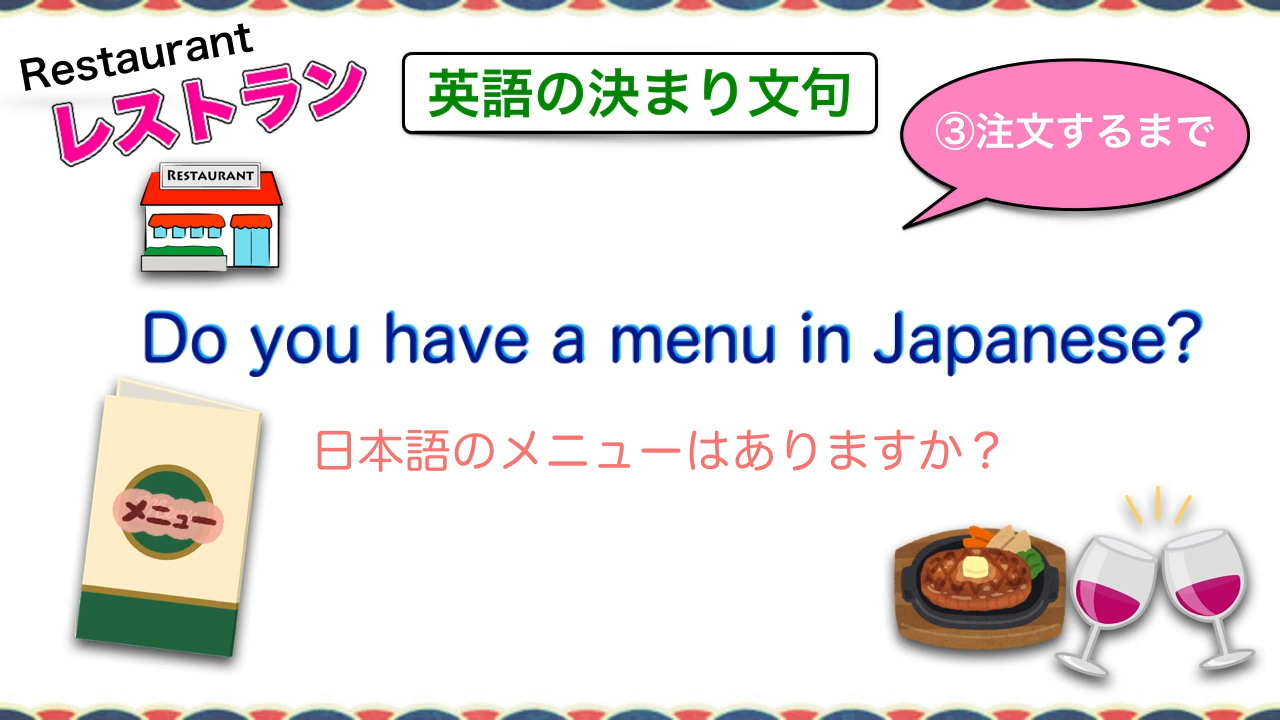 Restaurant
レストラン
英語の決まり文句
③注文するまで
RESTAURANT
Do you have a menu in Japanese?
日本語のメニューはありますか？
メニュー